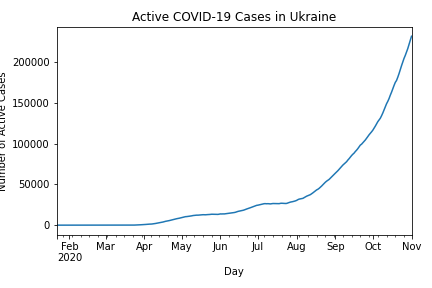 Active COVID-19 Cases in Ukraine
Number of Active Cases
200000
150000
100000
50000
0
Feb Mar Apr May Jun Jul Aug Sep Oct Nov
2020
Day